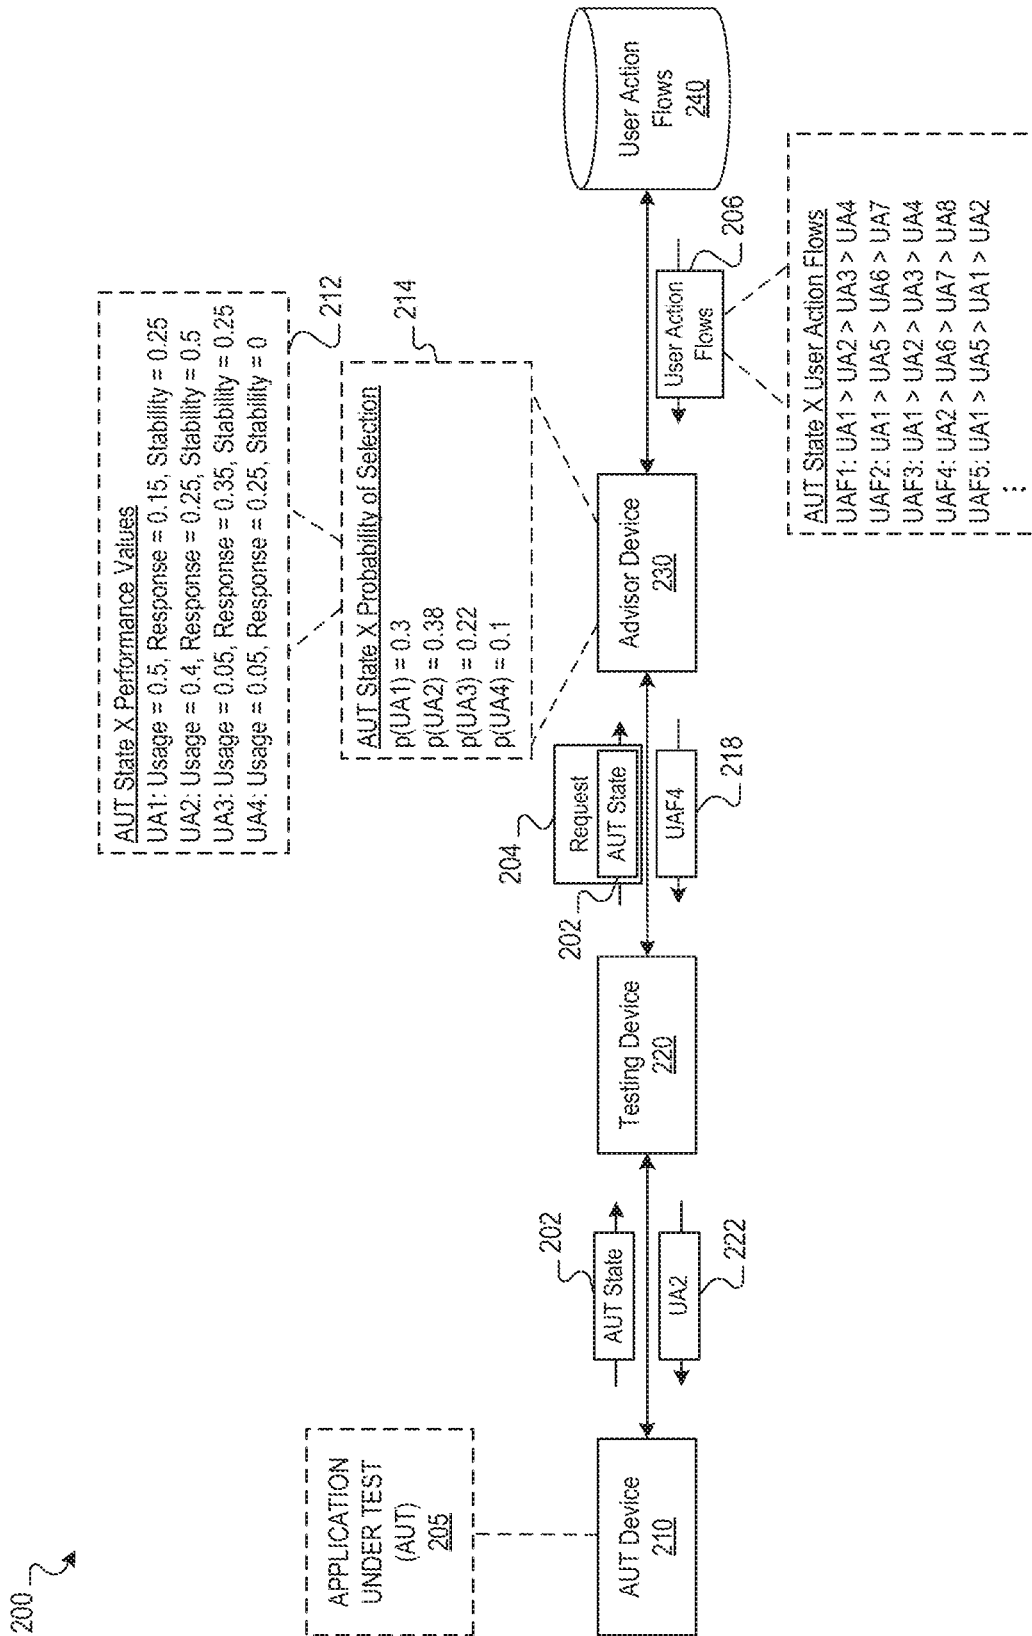 200
APPLICATION
UNDER TEST
(AUT)
205
AUT Device
210
202
AUT State
UA2
222
Testing Device
220
204
Request
AUT State
202
UAF4
218
AUT State X Performance Values
UA1: Usage = 0.5, Response = 0.15, Stability = 0.25
UA2: Usage = 0.4, Response = 0.25, Stability = 0.5
UA3: Usage = 0.05, Response = 0.35, Stability = 0.25
UA4: Usage = 0.05, Response = 0.25, Stability = 0
212
AUT State X Probability of Selection
p(UA1) = 0.3
p(UA2) = 0.38
p(UA3) = 0.22
p(UA4) = 0.1
214
Advisor Device
230
User Action
Flows
206
User Action
Flows
240
AUT State X User Action Flows
UAF1: UA1 > UA2 > UA3 > UA4
UAF2: UA1 > UA5 > UA6 > UA7
UAF3: UA1 > UA2 > UA3 > UA4
UAF4: UA2 > UA6 > UA7 > UA8
UAF5: UA1 > UA5 > UA1 > UA2
⋮